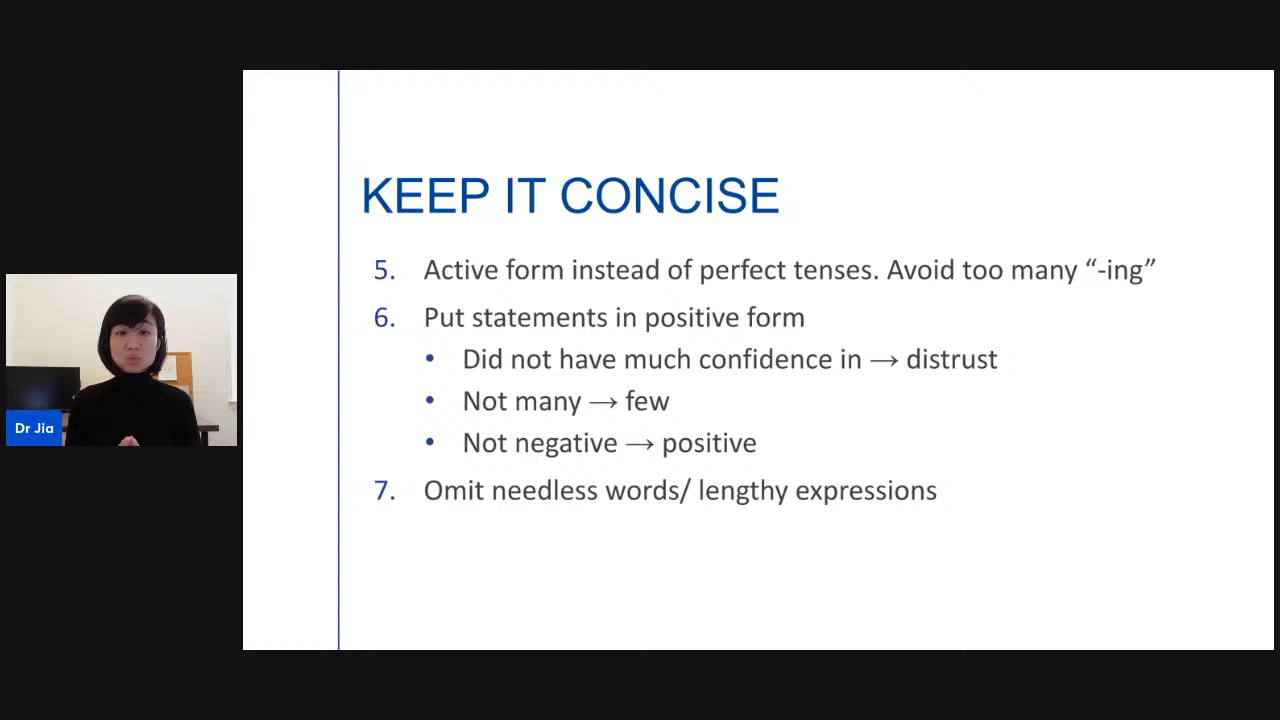 KEEP IT CONCISE
5. Active form instead of perfect tenses. Avoid too many “-ing”
6. Put statements in positive form
• Did not have much confidence in → distrust
• Not many → few
• Not negative → positive
7. Omit needless words/ lengthy expressions
Dr Jia